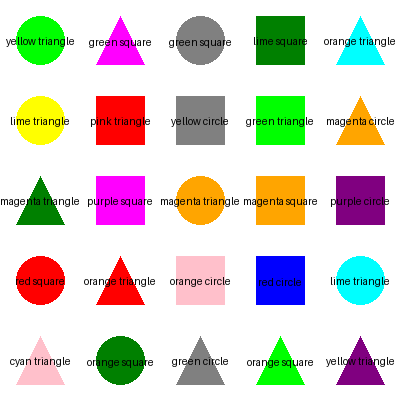 yellow triangle green square green square lime square orange triangle
lime triangle pink triangle yellow circle green triangle magenta circle
magenta triangle purple square magenta triangle magenta square purple circle
red square orange triangle orange circle red circle lime triangle
cyan triangle orange square green circle orange square yellow triangle